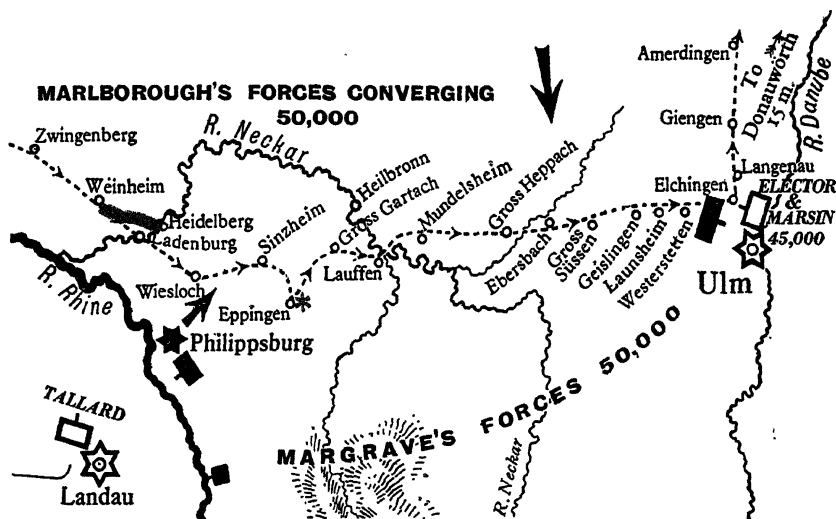 MARLBOROUGH'S FORCES CONVERGING
50,000
Zwingenberg
Weinheim
Heidelberg
Ladenburg
R. Neckar
Wiesloch
Sinzheim
Eppingen
Gross Gartach
Heilbronn
Lauffen
Mundelsheim
Gross Heppach
Ebersbach
Gross
Süssen
Geislingen
Launsheim
Westerstetten
Elchingen
Langenau
Giengen
Amerdingen
To
Donauwörth
15 m.
R. Danube
ELECTOR
&
MARSIN
45,000
Ulm
R. Rhine
Philippsburg
TALLARD
Landau
MARGRAVE'S FORCES 50,000
R. Neckar